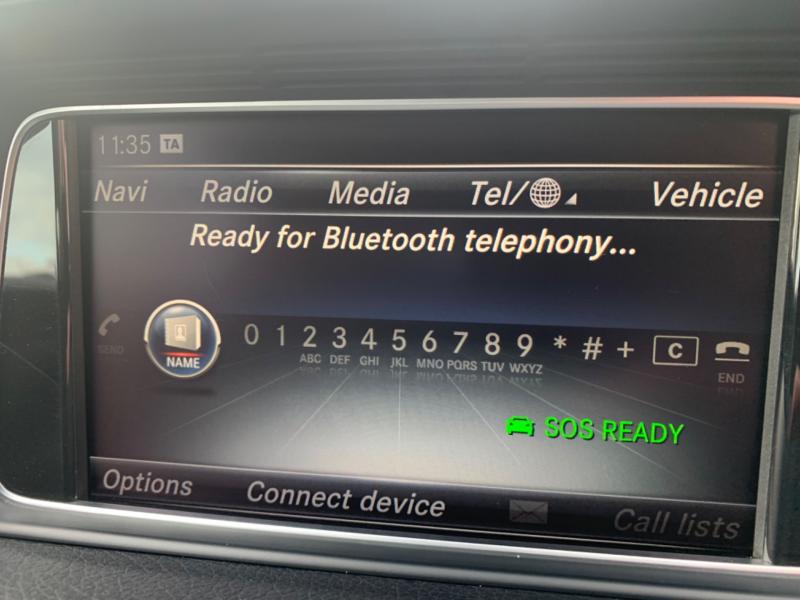 11:35 TA
Navi Radio Media Tel/ Vehicle
Ready for Bluetooth telephony...
SEND NAME 0 1 2 3 4 5 6 7 8 9 * # + C
ABC DEF GHI JKL MNO PQRS TUV WXYZ END
SOS READY
Options Connect device Call lists